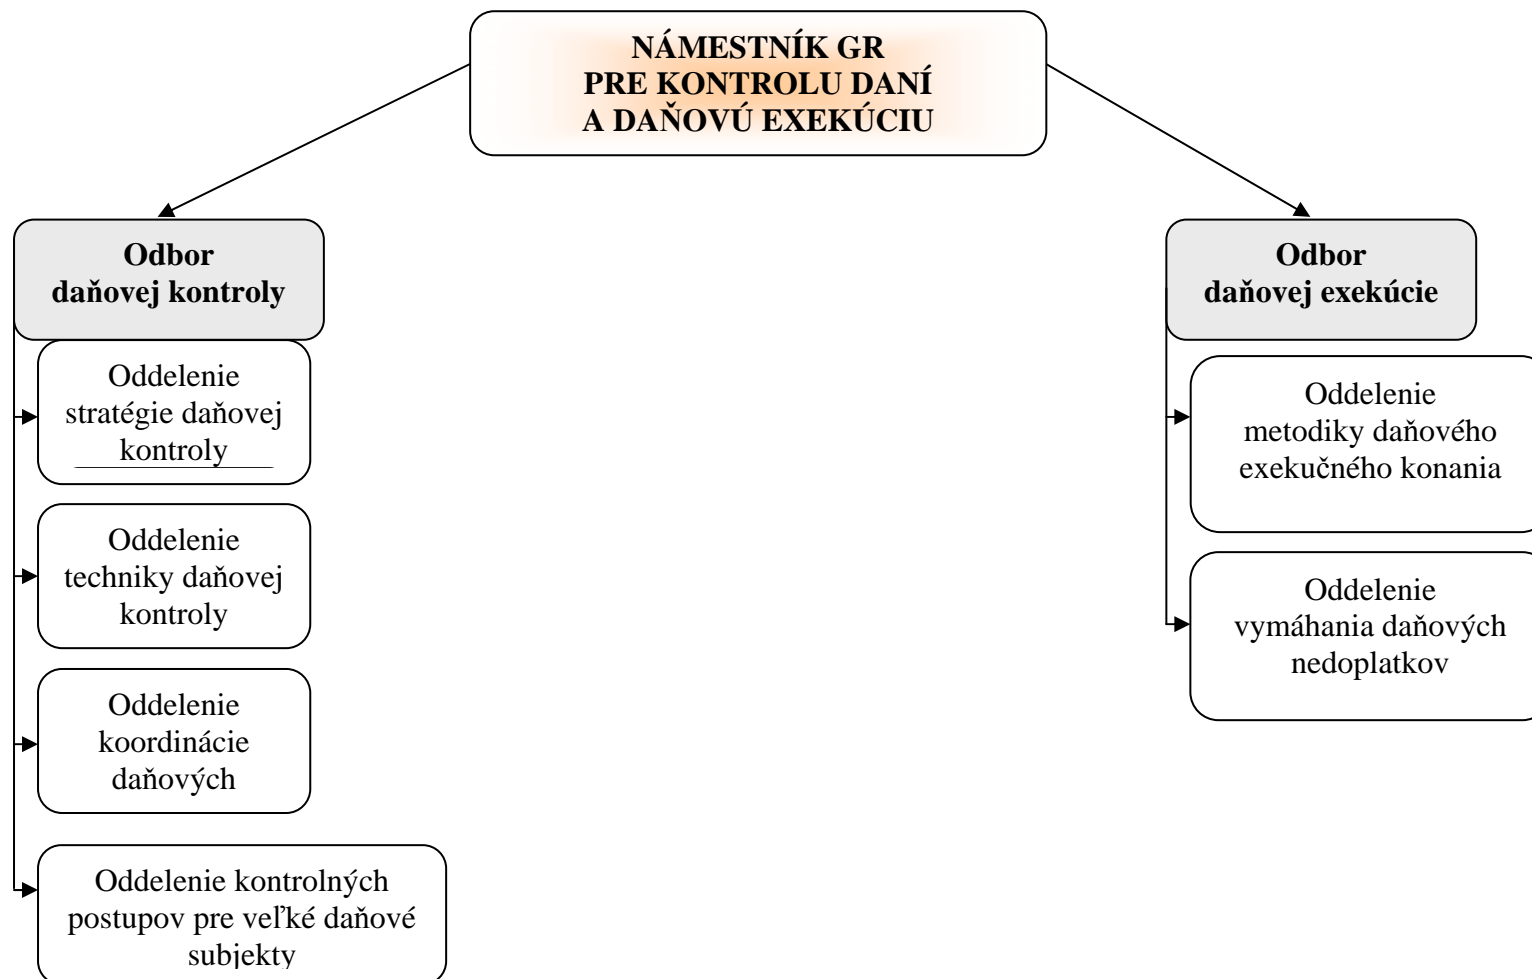 NÁMESTNÍK GR
PRE KONTROLU DANÍ
A DAŇOVÚ EXEKÚCIU
Odbor
daňovej kontroly
Oddelenie
stratégie daňovej
kontroly
Oddelenie
techniky daňovej
kontroly
Oddelenie
koordinácie
daňových
Oddelenie kontrolných
postupov pre veľké daňové
subjekty
Odbor
daňovej exekúcie
Oddelenie
metodiky daňového
exekučného konania
Oddelenie
vymáhania daňových
nedoplatkov